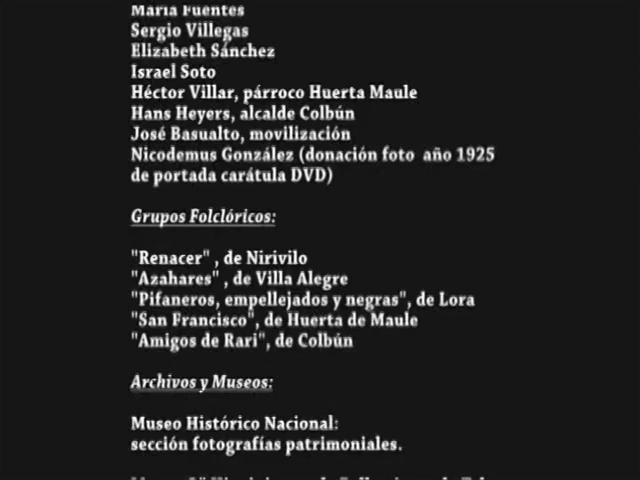 María Fuentes
Sergio Villegas
Elizabeth Sánchez
Israel Soto
Héctor Villar, párroco Huerta Maule
Hans Heyers, alcalde Colbún
José Basualto, movilización
Nicodemus González (donación foto año 1925
de portada carátula DVD)
Grupos Folclóricos:
"Renacer" , de Nirivilo
"Azahares" , de Villa Alegre
"Pifaneros, empellejados y negras", de Lora
"San Francisco", de Huerta de Maule
"Amigos de Rari", de Colbún
Archivos y Museos:
Museo Histórico Nacional:
sección fotografías patrimoniales.